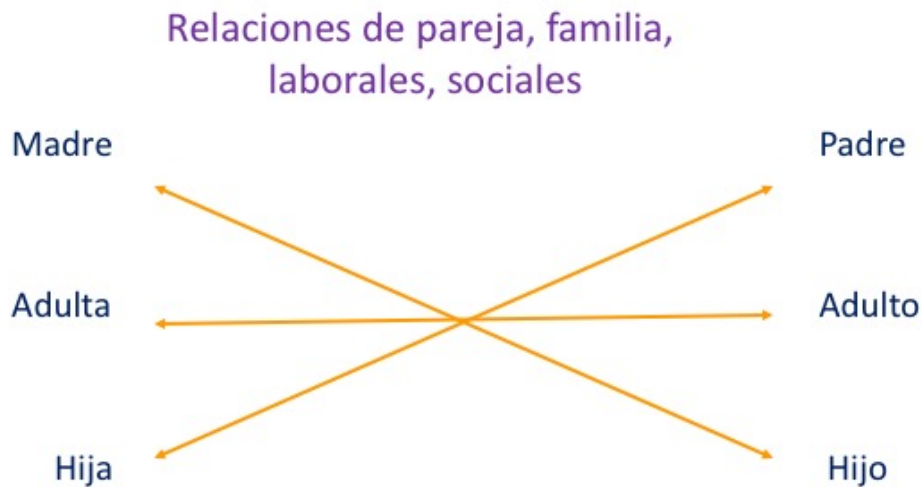 Relaciones de pareja, familia,
laborales, sociales
Madre
Padre
Adulta
Adulto
Hija
Hijo